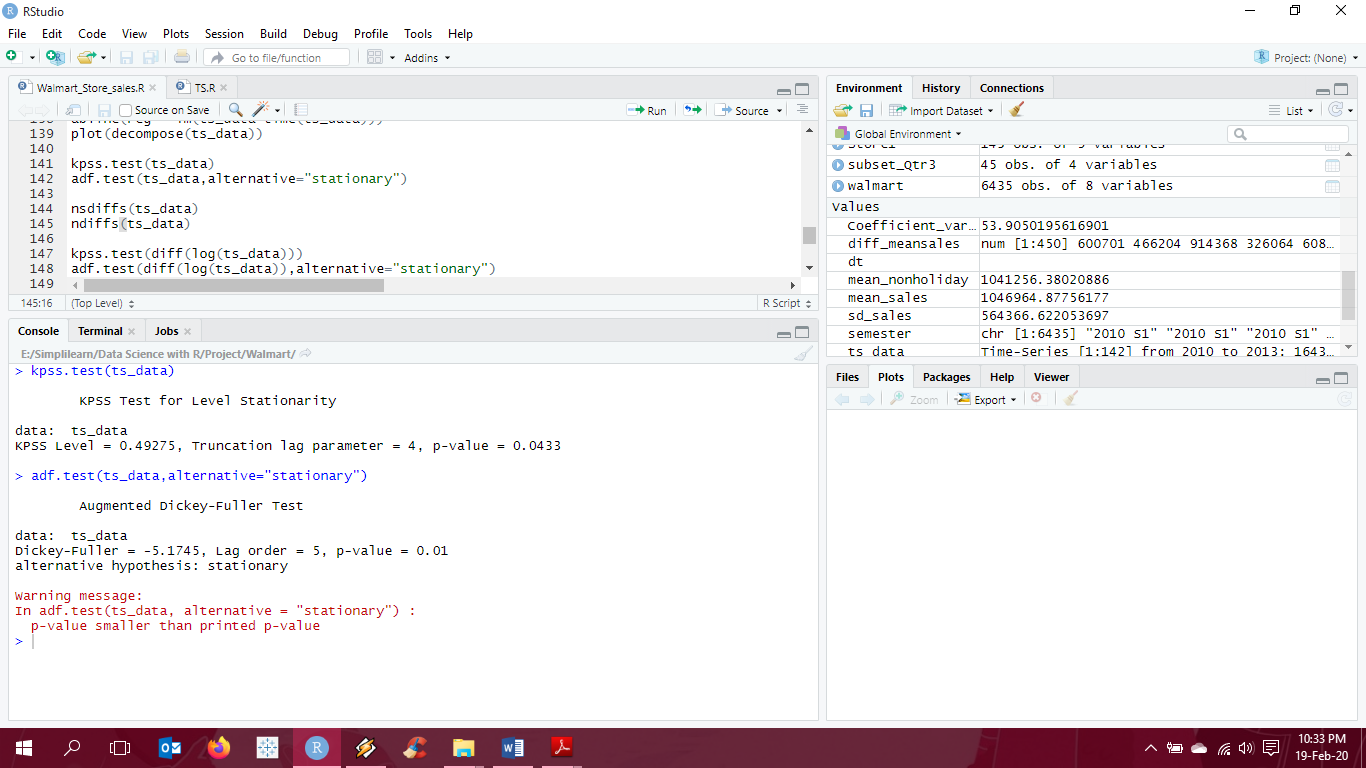 RStudio
File Edit Code View Plots Session Build Debug Profile Tools Help
Go to file/function Addins Project: (None)
Walmart_Store_sales.R TS.R
Source on Save Run Source
139 plot(decompose(ts_data))
140
141 kpss.test(ts_data)
142 adf.test(ts_data,alternative="stationary")
143
144 nsdiffs(ts_data)
145 ndiffs(ts_data)
146
147 kpss.test(diff(log(ts_data)))
148 adf.test(diff(log(ts_data)),alternative="stationary")
149
145:16 (Top Level) R Script
Console Terminal Jobs
E:/Simplilearn/Data Science with R/Project/Walmart/
> kpss.test(ts_data)
KPSS Test for Level Stationarity
data: ts_data
KPSS Level = 0.49275, Truncation lag parameter = 4, p-value = 0.0433
> adf.test(ts_data,alternative="stationary")
Augmented Dickey-Fuller Test
data: ts_data
Dickey-Fuller = -5.1745, Lag order = 5, p-value = 0.01
alternative hypothesis: stationary
Warning message:
In adf.test(ts_data, alternative = "stationary") :
p-value smaller than printed p-value
>
Environment History Connections
Import Dataset List
Global Environment
subset_Qtr3 45 obs. of 4 variables
walmart 6435 obs. of 8 variables
Values
Coefficient_var… 53.9050195616901
diff_meansales num [1:450] 600701 466204 914368 326064 608…
dt
mean_nonholiday 1041256.38020886
mean_sales 1046964.87756177
sd_sales 564366.622053697
semester chr [1:6435] "2010 S1" "2010 S1" "2010 S1" …
ts_data Time-Series [1:142] from 2010 to 2013: 1643…
Files Plots Packages Help Viewer
Zoom Export
10:33 PM
19-Feb-20